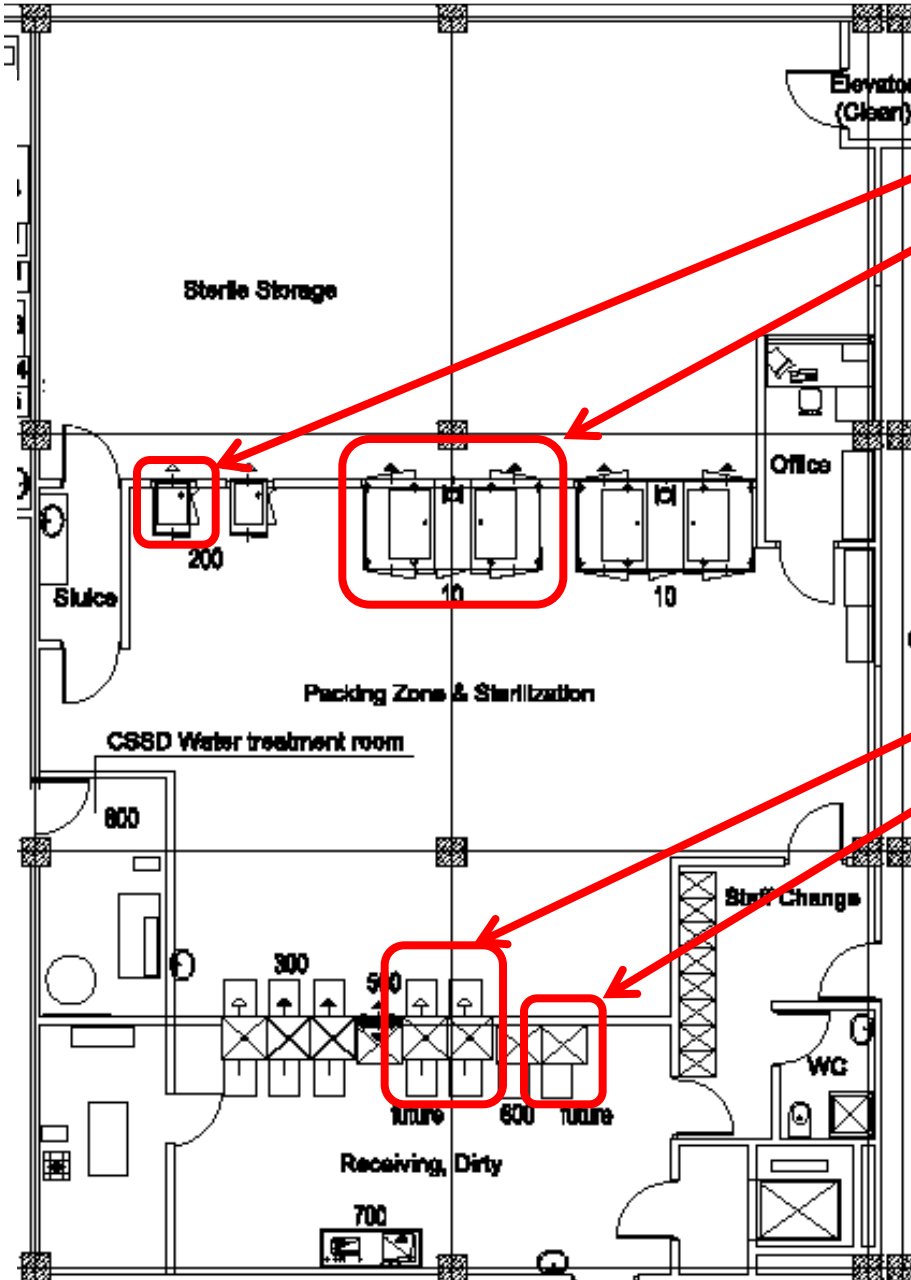 Elevator
(Clean)
Sterile Storage
Office
200
10
10
Sluice
Packing Zone & Sterilization
CSSD Water treatment room
800
Staff Change
300
500
WC
future
600
future
Receiving, Dirty
700